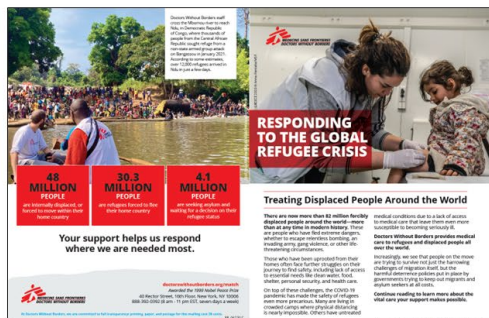 Doctors Without Borders staff
cross the Mbomou river to reach
Ndu, in Democratic Republic
of Congo, where thousands of
people from the Central African
Republic sought refuge from a
non-state armed group attack
on Bangassou in January 2021.
According to some estimates,
over 12,000 refugees arrived in
Ndu in just a few days.
48
MILLION
PEOPLE
are internally displaced, or
forced to move within their
home country
30.3
MILLION
PEOPLE
are refugees forced to flee
their home country
4.1
MILLION
PEOPLE
are seeking asylum and
waiting for a decision on their
refugee status
Your support helps us respond
where we are needed most.
MEDECINS SANS FRONTIERES
DOCTORS WITHOUT BORDERS
doctorswithoutborders.org/match
Awarded the 1999 Nobel Peace Prize
40 Rector Street, 16th Floor, New York, NY 10006
888-392-0392 (8 am - 11 pm EST, seven days a week)
MEDECINS SANS FRONTIERES
DOCTORS WITHOUT BORDERS
RESPONDING
TO THE GLOBAL
REFUGEE CRISIS
Treating Displaced People Around the World
There are now more than 82 million forcibly
displaced people around the world—more
than at any time in modern history. These
are people who have fled extreme dangers,
whether to escape relentless bombing, an
invading army, gang violence, or other life-
threatening circumstances.
Those who have been uprooted from their
homes often face further struggles on their
journey to find safety, including lack of access
to essential needs like clean water, food,
shelter, personal security, and health care.
On top of these challenges, the COVID-19
pandemic has made the safety of refugees
even more precarious. Many are living in
crowded camps where physical distancing
is nearly impossible. Others have untreated
medical conditions due to a lack of access
to medical care that leave them even more
susceptible to becoming seriously ill.
Doctors Without Borders provides medical
care to refugees and displaced people all
over the world.
Increasingly, we see that people on the move
are trying to survive not just the harrowing
challenges of migration itself, but the
harmful deterrence policies put in place by
governments trying to keep out migrants and
asylum seekers at all costs.
Continue reading to learn more about the
vital care your support makes possible.